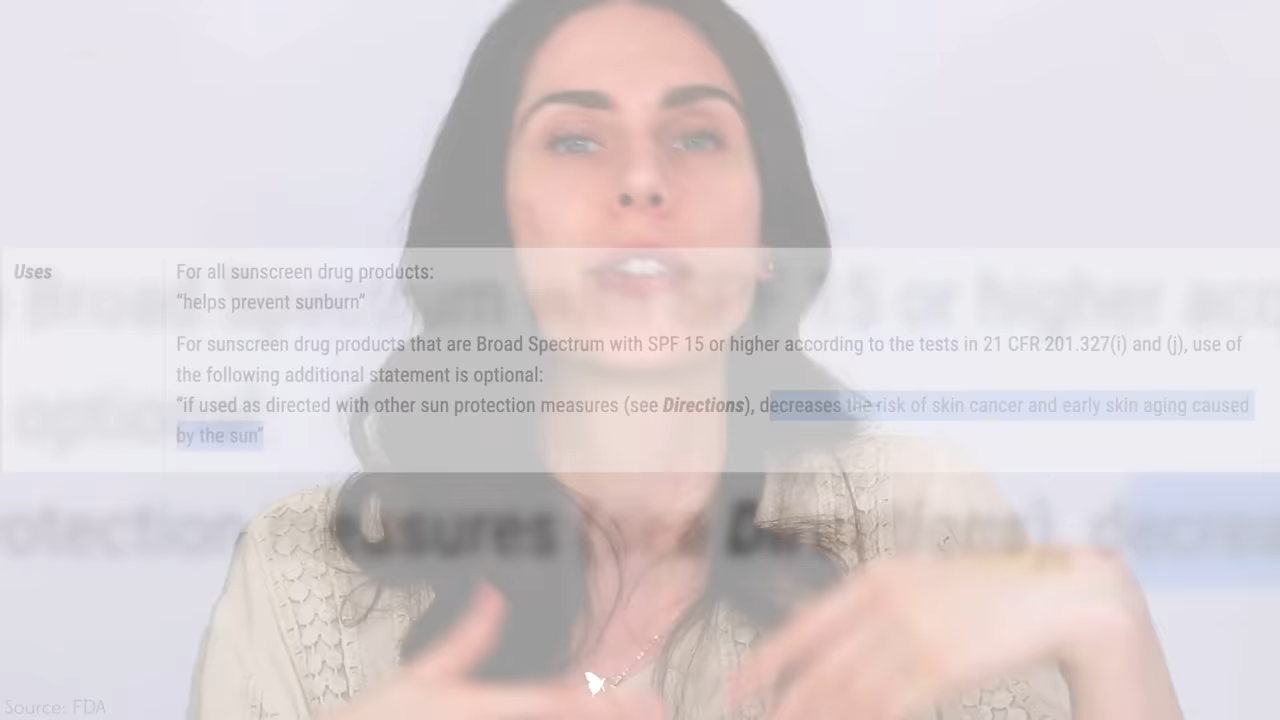 Uses
For all sunscreen drug products:
“helps prevent sunburn”
For sunscreen drug products that are Broad Spectrum with SPF 15 or higher according to the tests in 21 CFR 201.327(i) and (j), use of
the following additional statement is optional:
“if used as directed with other sun protection measures (see Directions), decreases the risk of skin cancer and early skin aging caused
by the sun”
Source: FDA